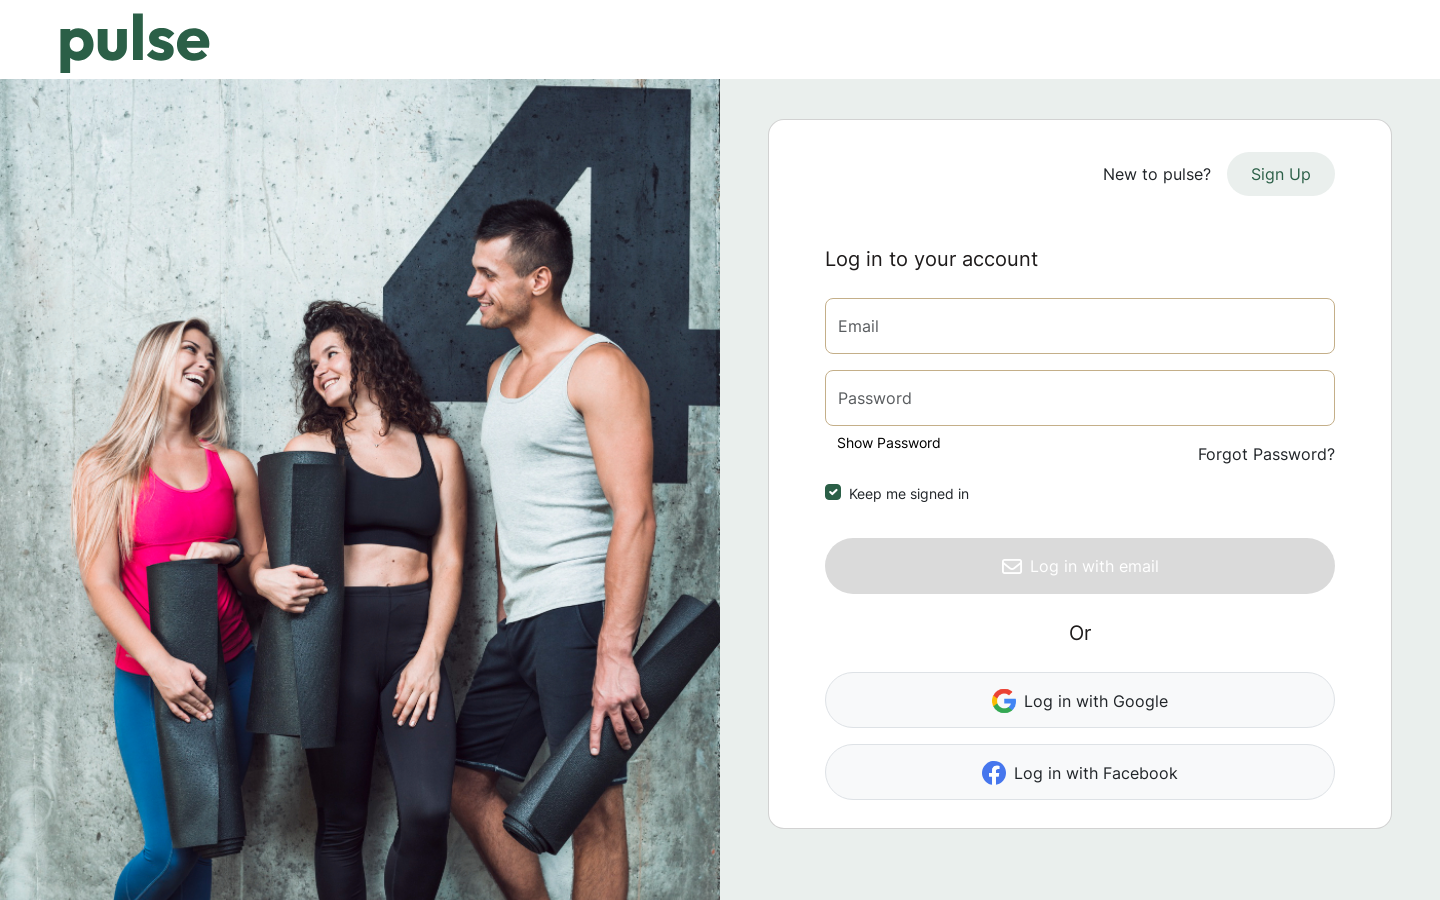 pulse
4
New to pulse? Sign Up
Log in to your account
Email
Password
Show Password
Forgot Password?
Keep me signed in
Log in with email
Or
Log in with Google
Log in with Facebook